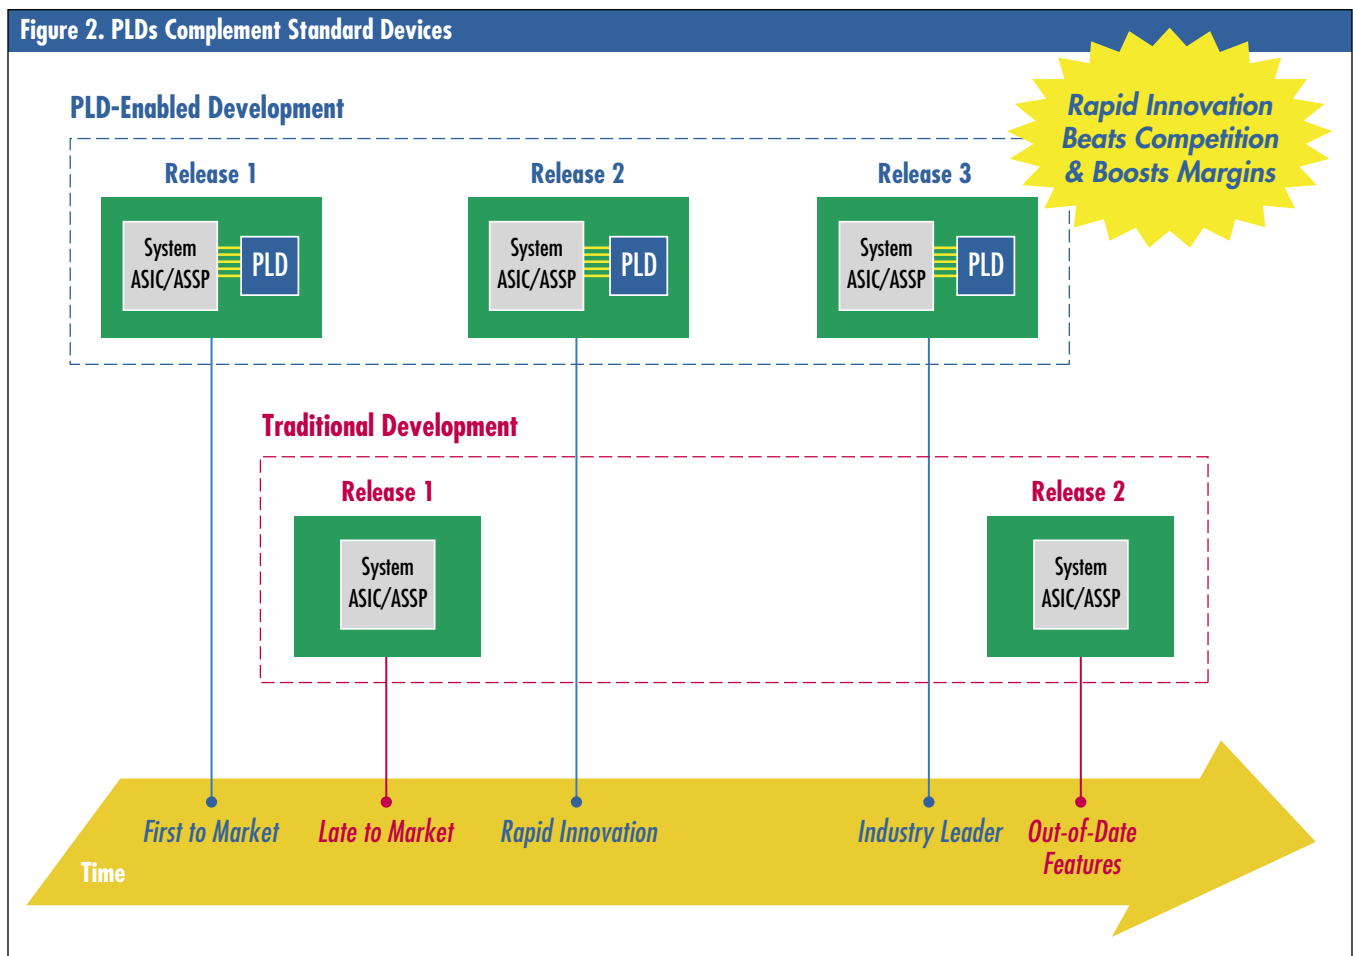 Figure 2. PLDs Complement Standard Devices
Rapid Innovation
Beats Competition
& Boosts Margins
PLD-Enabled Development
Release 1
System
ASIC/ASSP
PLD
Release 2
System
ASIC/ASSP
PLD
Release 3
System
ASIC/ASSP
PLD
Traditional Development
Release 1
System
ASIC/ASSP
Release 2
System
ASIC/ASSP
First to Market
Late to Market
Rapid Innovation
Industry Leader
Out-of-Date
Features
Time